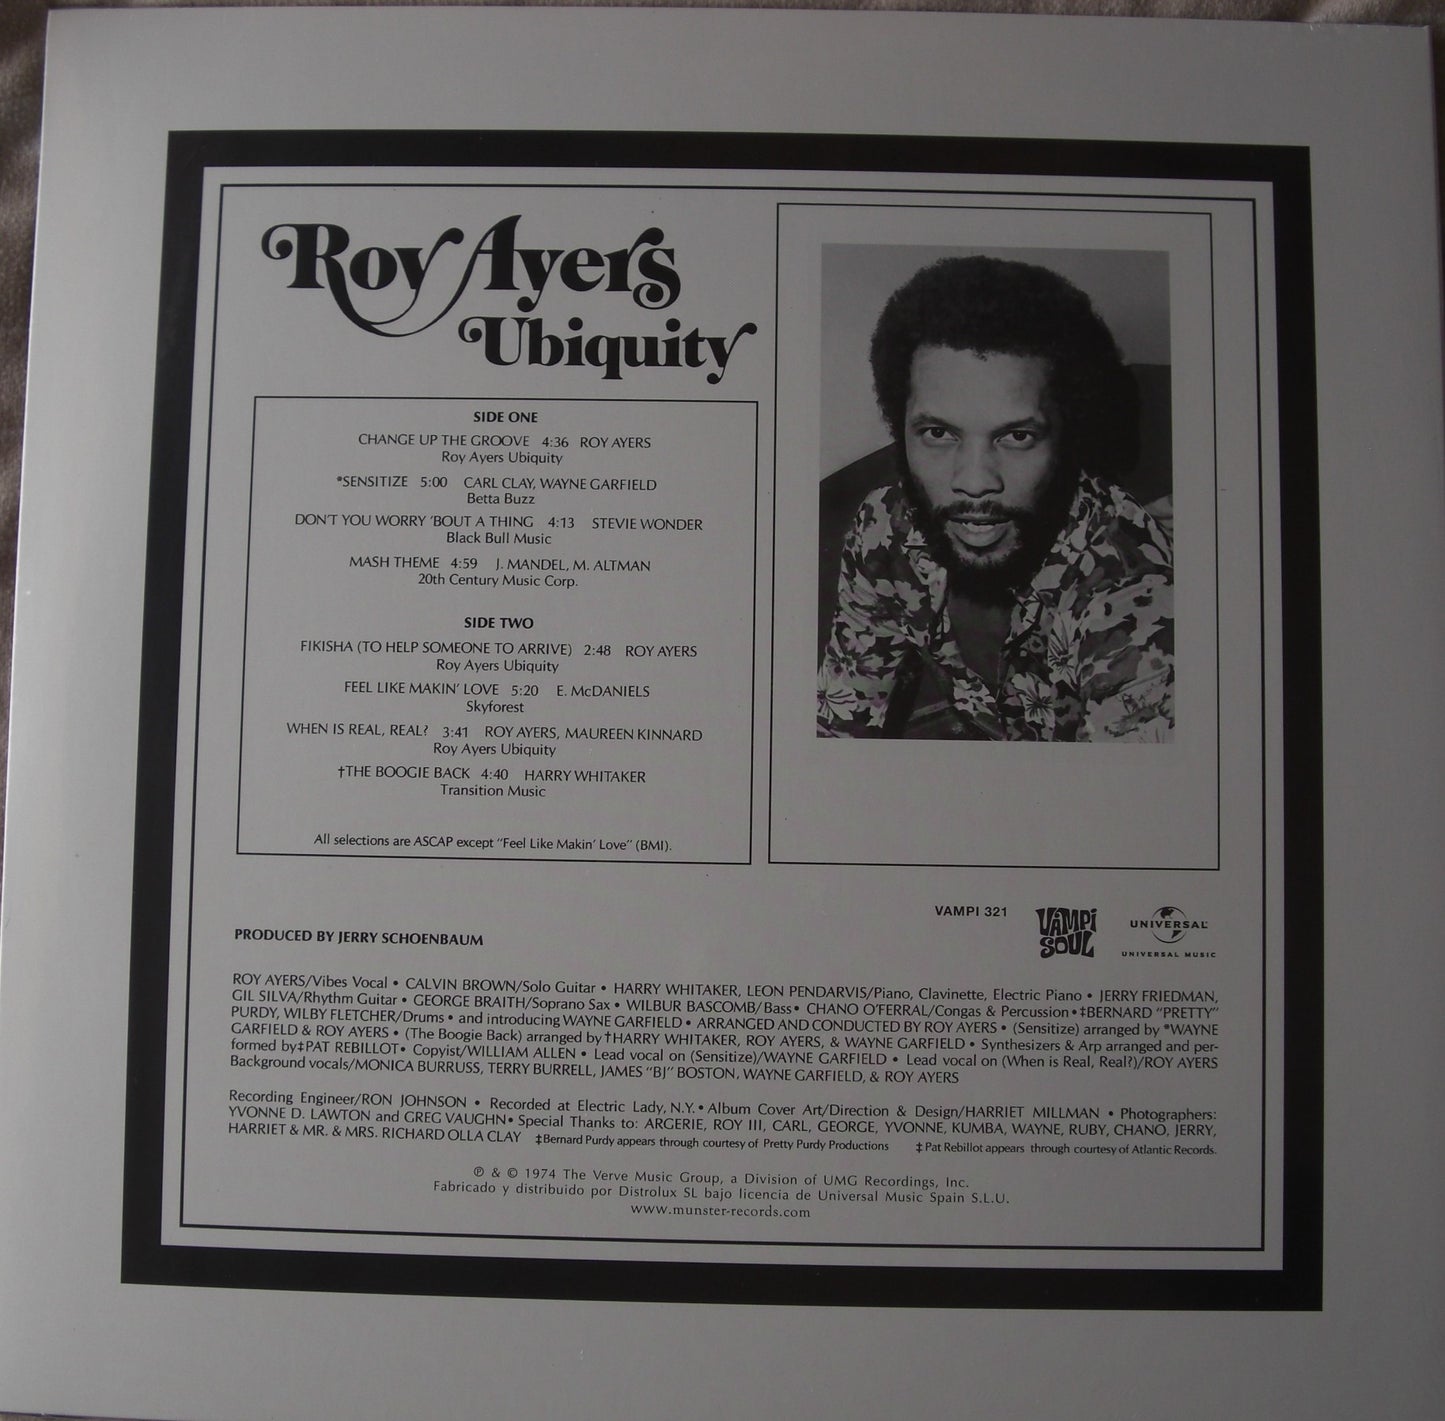 Roy Ayers
Ubiquity
SIDE ONE
CHANGE UP THE GROOVE 4:36 ROY AYERS
Roy Ayers Ubiquity
*SENSITIZE 5:00 CARL CLAY, WAYNE GARFIELD
Betta Buzz
DON'T YOU WORRY 'BOUT A THING 4:13 STEVIE WONDER
Black Bull Music
MASH THEME 4:59 J. MANDEL, M. ALTMAN
20th Century Music Corp.
SIDE TWO
FIKISHA (TO HELP SOMEONE TO ARRIVE) 2:48 ROY AYERS
Roy Ayers Ubiquity
FEEL LIKE MAKIN' LOVE 5:20 E. McDANIELS
Skyforest
WHEN IS REAL, REAL? 3:41 ROY AYERS, MAUREEN KINNARD
Roy Ayers Ubiquity
†THE BOOGIE BACK 4:40 HARRY WHITAKER
Transition Music
All selections are ASCAP except "Feel Like Makin' Love" (BMI).
VAMPI 321
VAMPi
SOUL
UNIVERSAL
UNIVERSAL MUSIC
PRODUCED BY JERRY SCHOENBAUM
ROY AYERS/Vibes Vocal • CALVIN BROWN/Solo Guitar • HARRY WHITAKER, LEON PENDARVIS/Piano, Clavinette, Electric Piano • JERRY FRIEDMAN,
GIL SILVA/Rhythm Guitar • GEORGE BRAITH/Soprano Sax • WILBUR BASCOMB/Bass • CHANO O'FERRAL/Congas & Percussion • ‡BERNARD "PRETTY"
PURDY, WILBY FLETCHER/Drums • and introducing WAYNE GARFIELD • ARRANGED AND CONDUCTED BY ROY AYERS • (Sensitize) arranged by *WAYNE
GARFIELD & ROY AYERS • (The Boogie Back) arranged by †HARRY WHITAKER, ROY AYERS, & WAYNE GARFIELD • Synthesizers & Arp arranged and per-
formed by‡PAT REBILLOT • Copyist/WILLIAM ALLEN • Lead vocal on (Sensitize)/WAYNE GARFIELD • Lead vocal on (When is Real, Real?)/ROY AYERS
Background vocals/MONICA BURRUSS, TERRY BURRELL, JAMES "BJ" BOSTON, WAYNE GARFIELD, & ROY AYERS
Recording Engineer/RON JOHNSON • Recorded at Electric Lady, N.Y. • Album Cover Art/Direction & Design/HARRIET MILLMAN • Photographers:
YVONNE D. LAWTON and GREG VAUGHN • Special Thanks to: ARGERIE, ROY III, CARL, GEORGE, YVONNE, KUMBA, WAYNE, RUBY, CHANO, JERRY,
HARRIET & MR. & MRS. RICHARD OLLA CLAY ‡Bernard Purdy appears through courtesy of Pretty Purdy Productions ‡Pat Rebillot appears through courtesy of Atlantic Records.
℗ & © 1974 The Verve Music Group, a Division of UMG Recordings, Inc.
Fabricado y distribuido por Distrolux SL bajo licencia de Universal Music Spain S.L.U.
www.munster-records.com